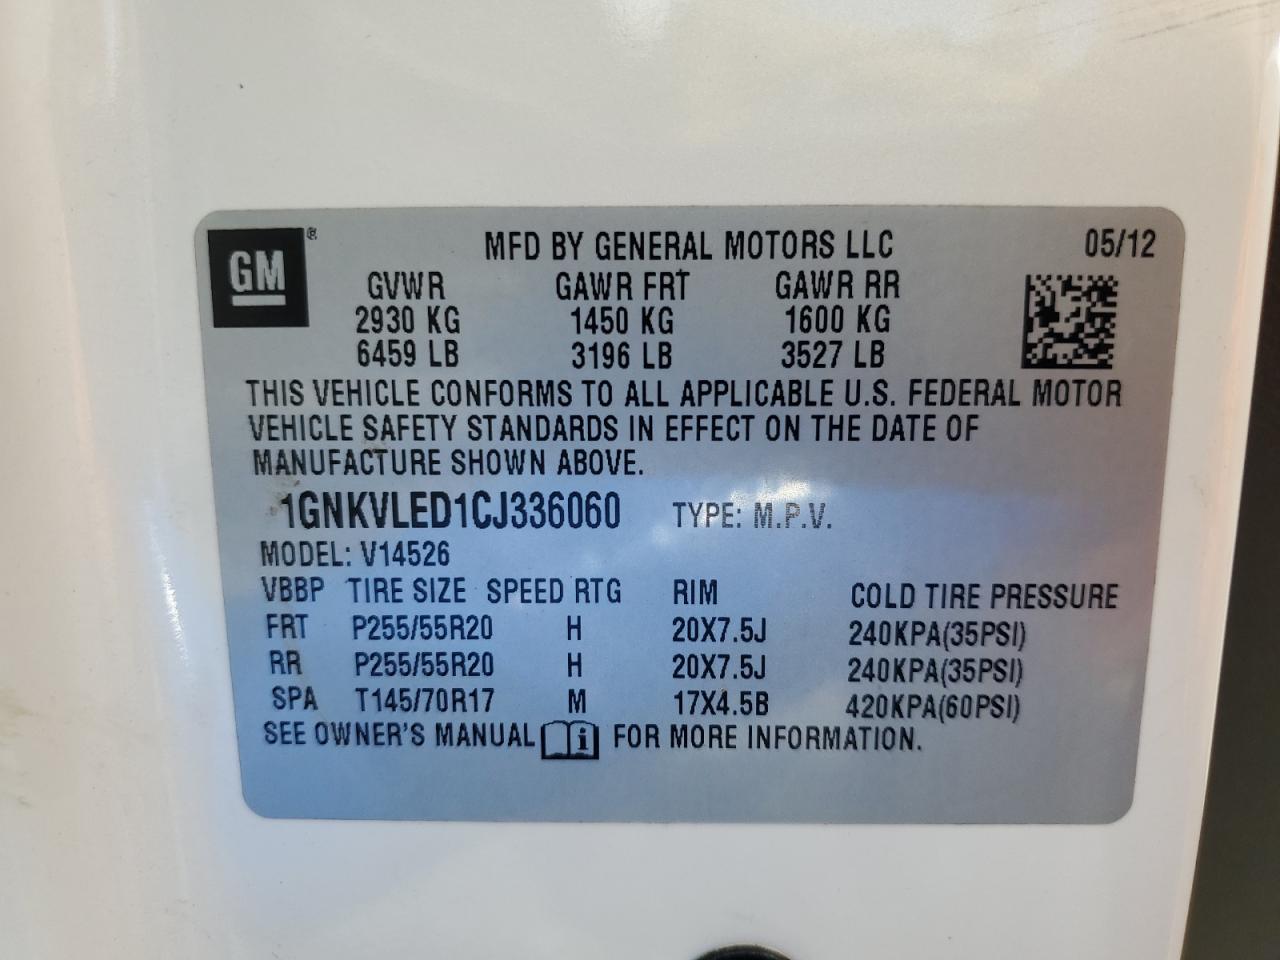 GM ® MFD BY GENERAL MOTORS LLC 05/12
GVWR GAWR FRT GAWR RR
2930 KG 1450 KG 1600 KG
6459 LB 3196 LB 3527 LB
THIS VEHICLE CONFORMS TO ALL APPLICABLE U.S. FEDERAL MOTOR
VEHICLE SAFETY STANDARDS IN EFFECT ON THE DATE OF
MANUFACTURE SHOWN ABOVE.
1GNKVLED1CJ336060 TYPE: M.P.V.
MODEL: V14526
VBBP TIRE SIZE SPEED RTG RIM COLD TIRE PRESSURE
FRT P255/55R20 H 20X7.5J 240KPA(35PSI)
RR P255/55R20 H 20X7.5J 240KPA(35PSI)
SPA T145/70R17 M 17X4.5B 420KPA(60PSI)
SEE OWNER'S MANUAL i FOR MORE INFORMATION.